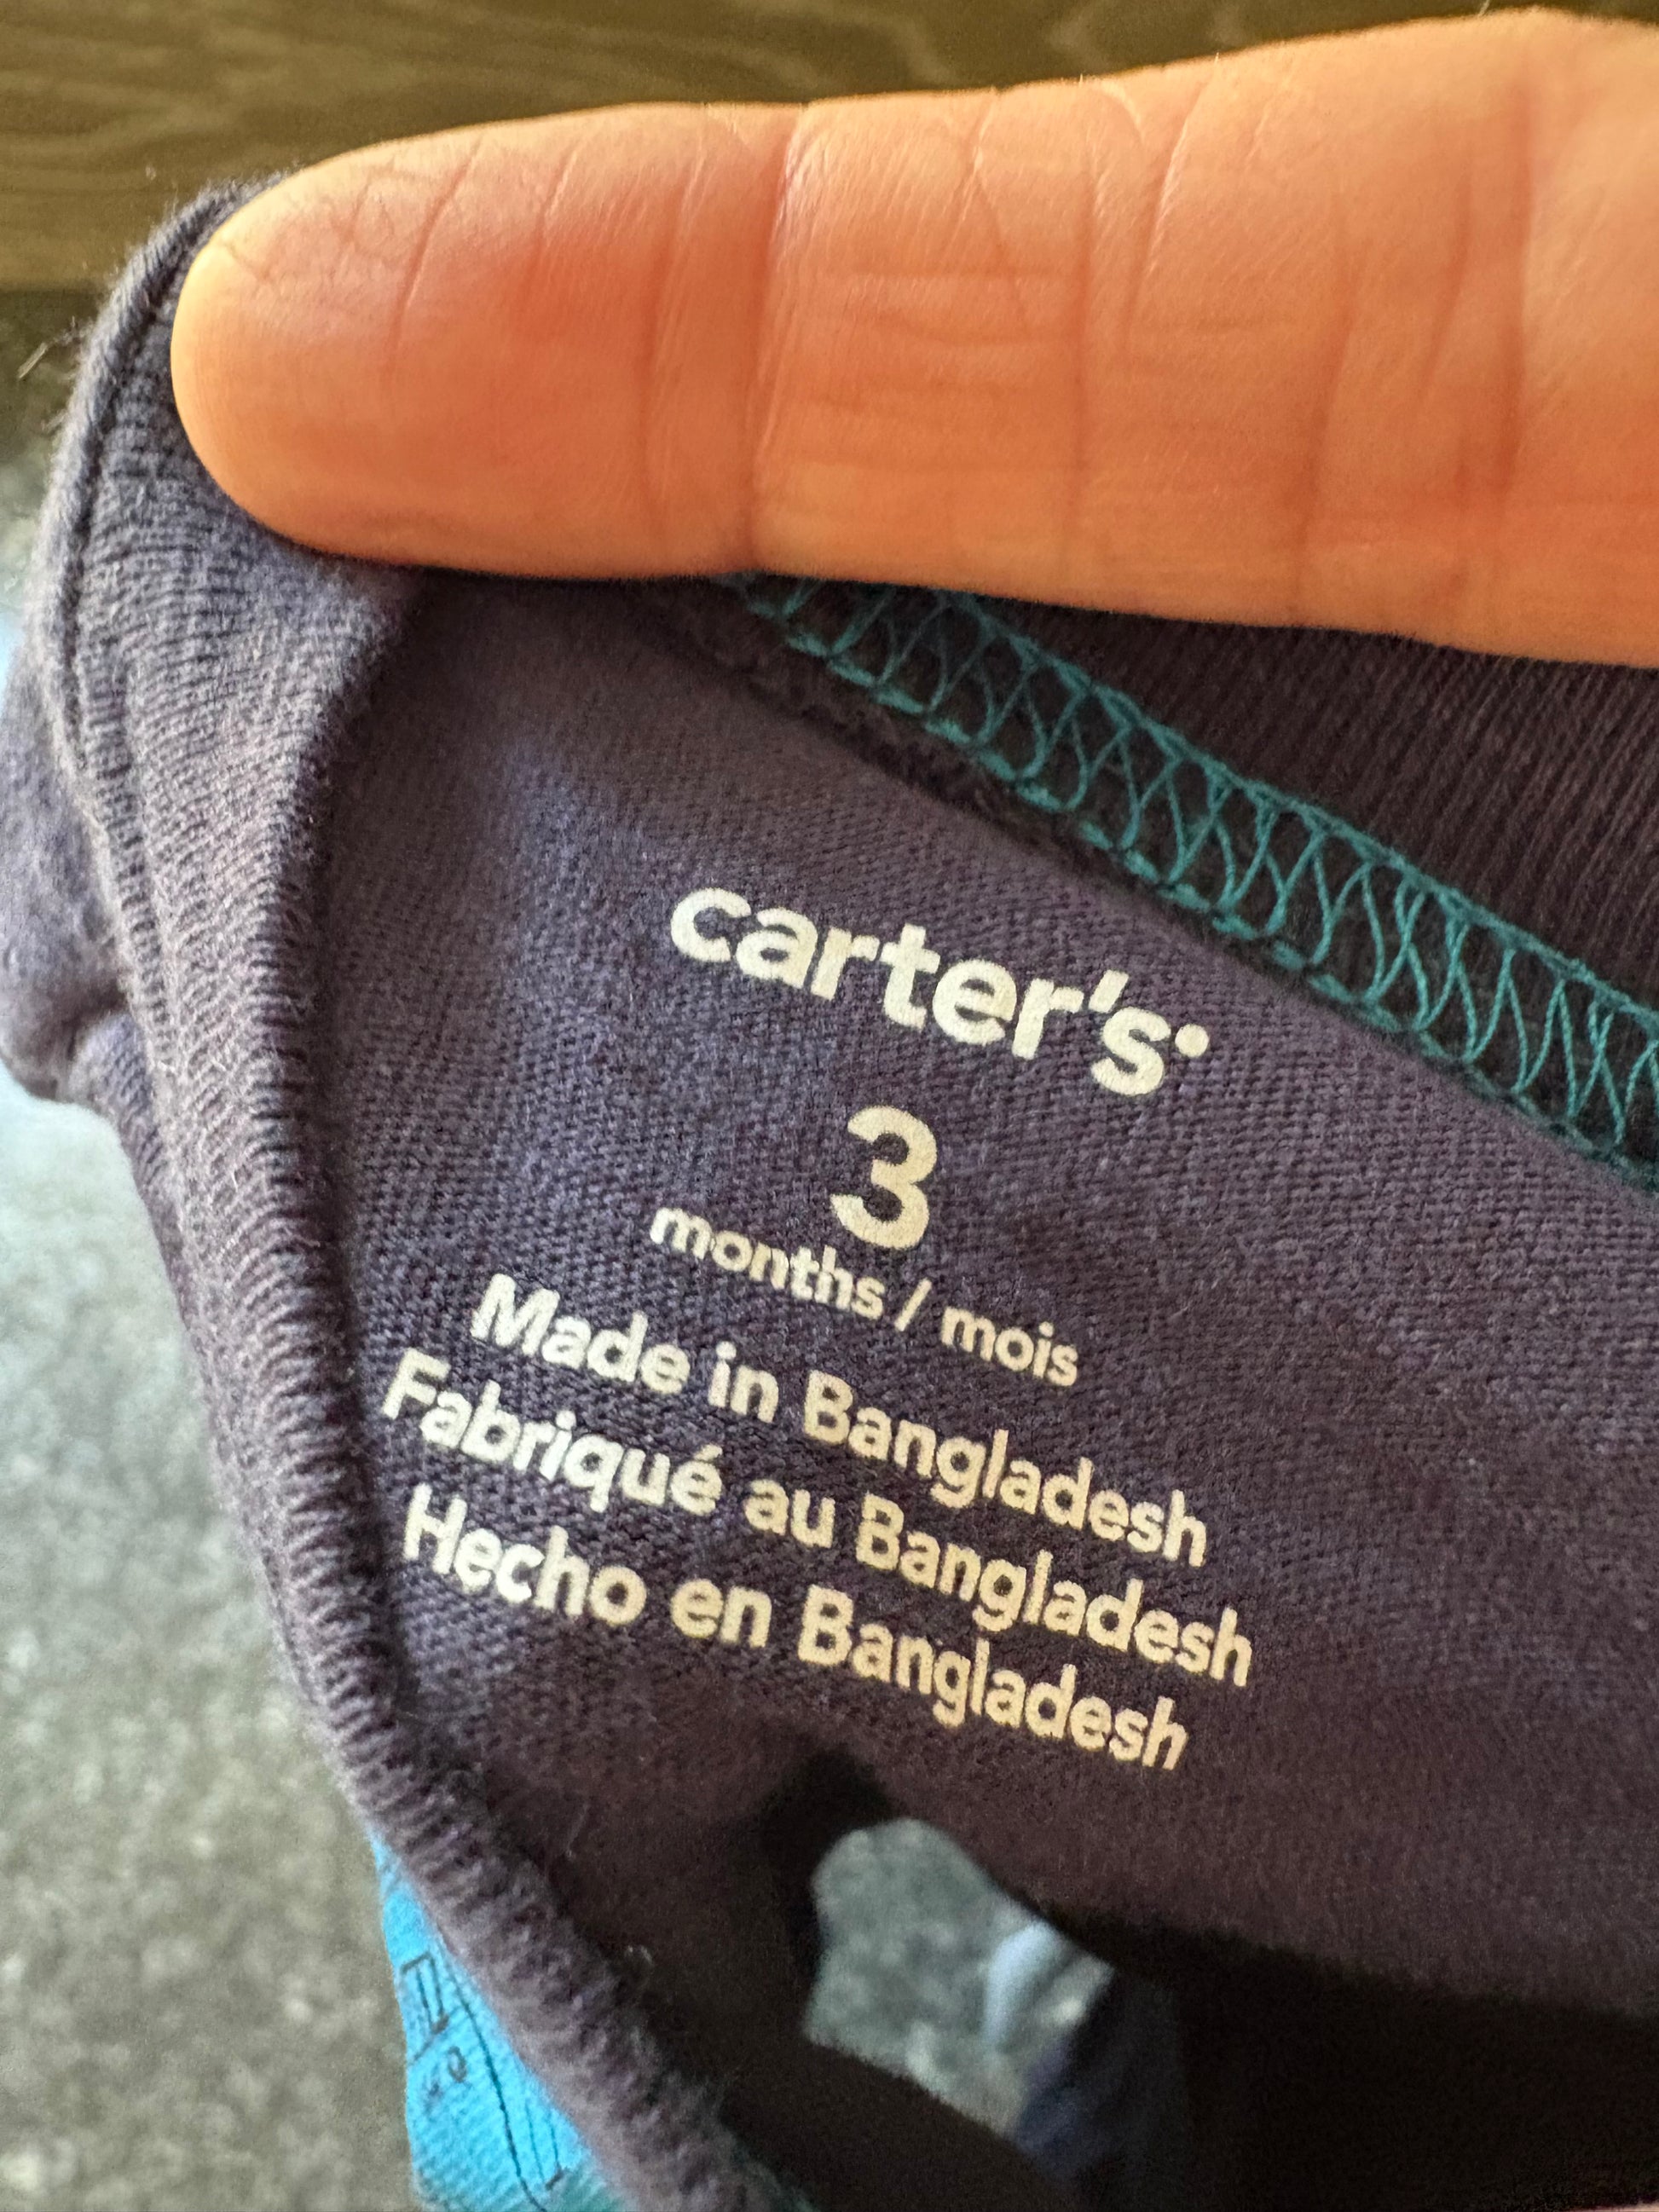 carter's
3
months / mois
Made in Bangladesh
Fabriqué au Bangladesh
Hecho en Bangladesh